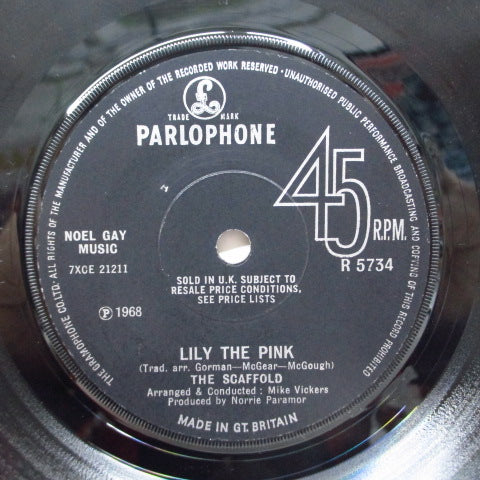 ALL RIGHTS OF THE MANUFACTURER AND OF THE OWNER OF THE RECORDED WORK RESERVED · UNAUTHORISED PUBLIC PERFORMANCE BROADCASTING AND COPYING OF THIS RECORD PROHIBITED
THE GRAMOPHONE CO. LTD.
£
TRADE MARK
PARLOPHONE
45 R.P.M.
R 5734
NOEL GAY
MUSIC
7XCE 21211
SOLD IN U.K. SUBJECT TO
RESALE PRICE CONDITIONS,
SEE PRICE LISTS
Ⓟ 1968
LILY THE PINK
(Trad. arr. Gorman—McGear—McGough)
THE SCAFFOLD
Arranged & Conducted : Mike Vickers
Produced by Norrie Paramor
MADE IN GT. BRITAIN